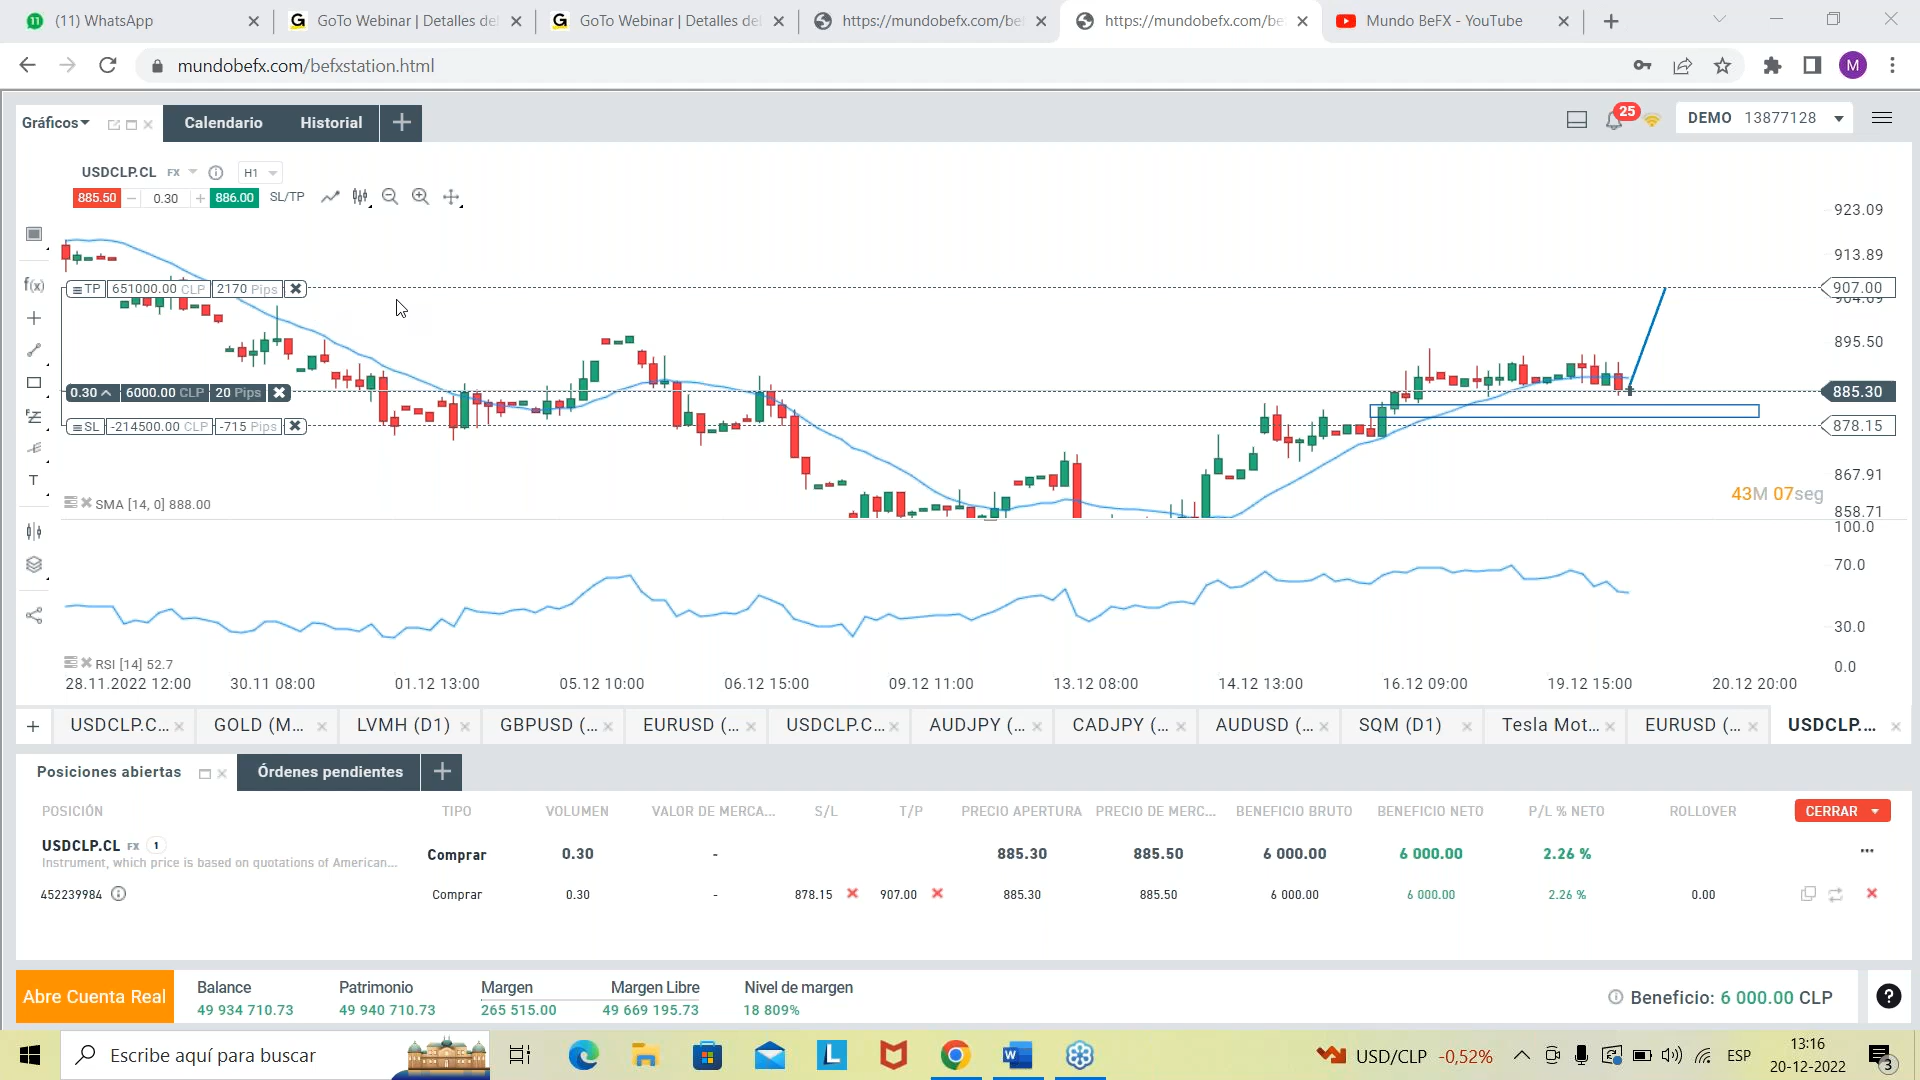 (11) WhatsApp
GoTo Webinar | Detalles del
GoTo Webinar | Detalles del
https://mundobefx.com/be
https://mundobefx.com/be
Mundo BeFX - YouTube
mundobefx.com/befxstation.html
M
Gráficos
Calendario
Historial
25
DEMO 13877128
USDCLP.CL FX
H1
885.50
0.30
886.00
SL/TP
923.09
913.89
TP 651000.00 CLP 2170 Pips
907.00
895.50
0.30 6000.00 CLP 20 Pips
885.30
SL -214500.00 CLP -715 Pips
878.15
867.91
43M 07seg
SMA [14, 0] 888.00
858.71
100.0
70.0
30.0
RSI [14] 52.7
0.0
28.11.2022 12:00 30.11 08:00 01.12 13:00 05.12 10:00 06.12 15:00 09.12 11:00 13.12 08:00 14.12 13:00 16.12 09:00 19.12 15:00 20.12 20:00
USDCLP.C... GOLD (M... LVMH (D1) GBPUSD (... EURUSD (... USDCLP.C... AUDJPY (... CADJPY (... AUDUSD (... SQM (D1) Tesla Mot... EURUSD (... USDCLP....
Posiciones abiertas
Órdenes pendientes
POSICIÓN TIPO VOLUMEN VALOR DE MERCA... S/L T/P PRECIO APERTURA PRECIO DE MERC... BENEFICIO BRUTO BENEFICIO NETO P/L % NETO ROLLOVER CERRAR
USDCLP.CL FX 1
Instrument, which price is based on quotations of American...
Comprar 0.30 - 885.30 885.50 6 000.00 6 000.00 2.26 % ...
452239984 Comprar 0.30 - 878.15 907.00 885.30 885.50 6 000.00 6 000.00 2.26 % 0.00
Abre Cuenta Real
Balance Patrimonio Margen Margen Libre Nivel de margen
49 934 710.73 49 940 710.73 265 515.00 49 669 195.73 18 809%
Beneficio: 6 000.00 CLP
?
Escribe aquí para buscar
USD/CLP -0,52%
ESP
13:16
20-12-2022
3